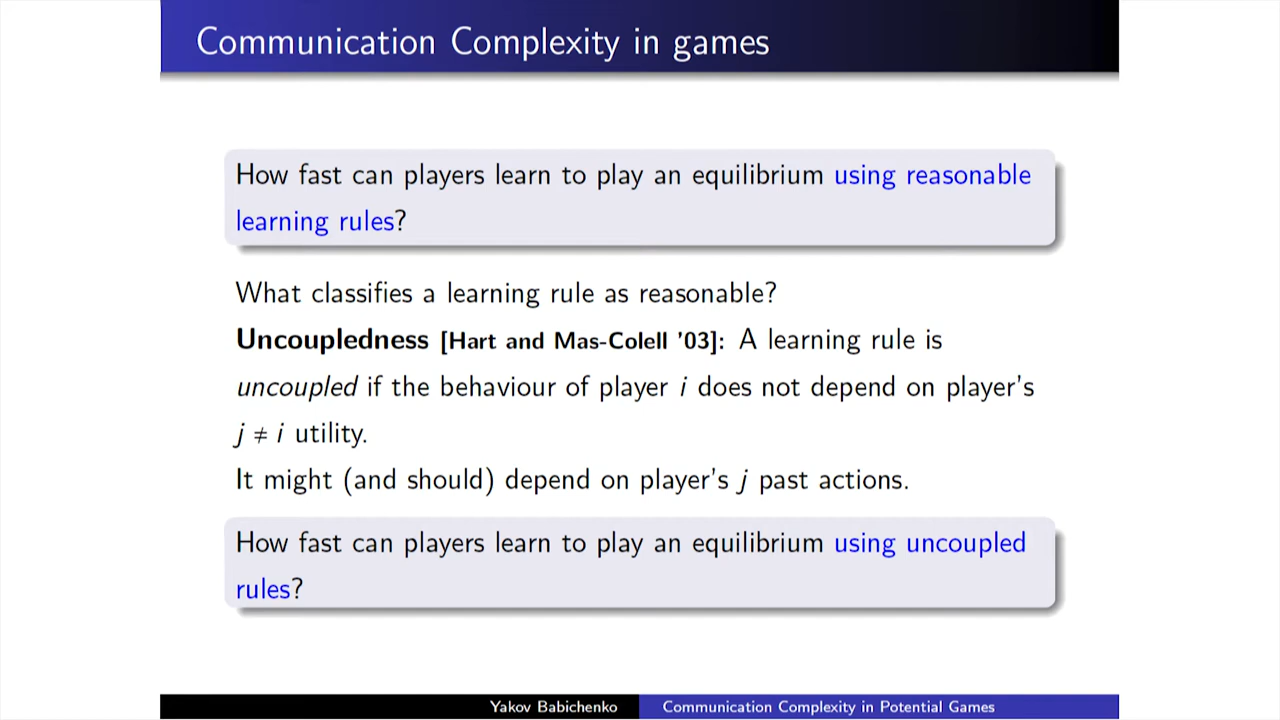 Communication Complexity in games
How fast can players learn to play an equilibrium using reasonable
learning rules?
What classifies a learning rule as reasonable?
Uncoupledness [Hart and Mas-Colell '03]: A learning rule is
uncoupled if the behaviour of player i does not depend on player's
j ≠ i utility.
It might (and should) depend on player's j past actions.
How fast can players learn to play an equilibrium using uncoupled
rules?
Yakov Babichenko
Communication Complexity in Potential Games